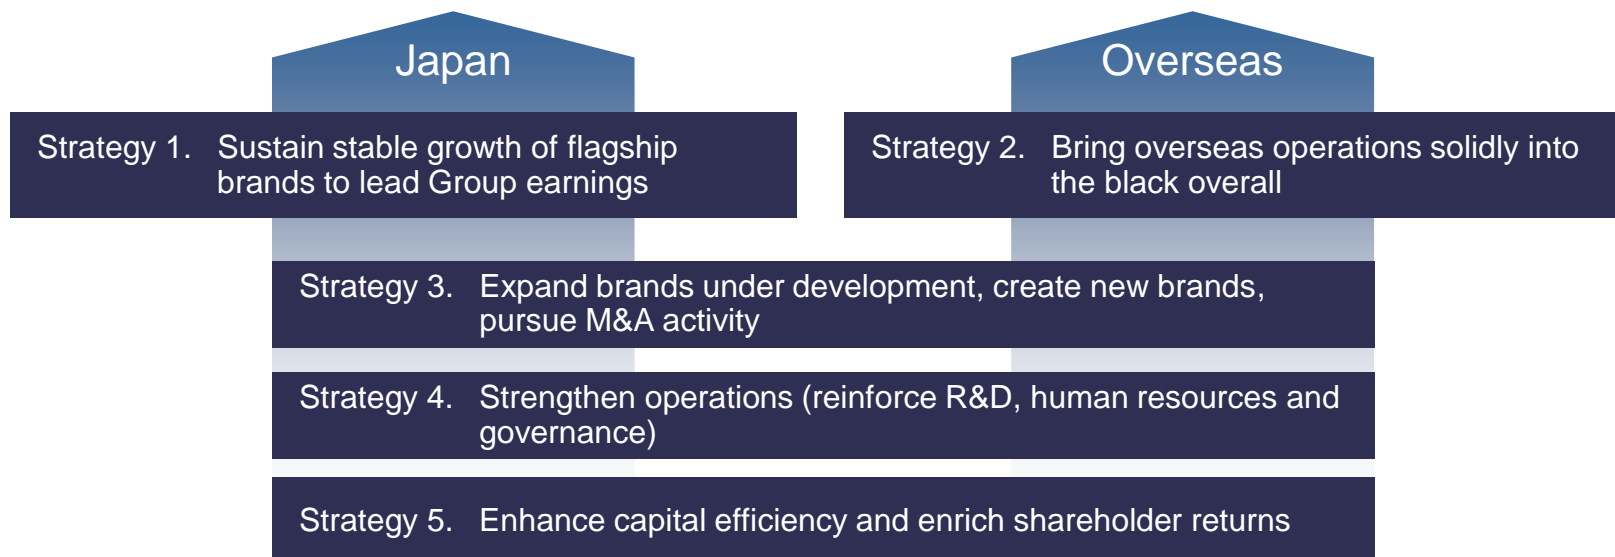 Japan
Overseas
Strategy 1. Sustain stable growth of flagship
brands to lead Group earnings
Strategy 2. Bring overseas operations solidly into
the black overall
Strategy 3. Expand brands under development, create new brands,
pursue M&A activity
Strategy 4. Strengthen operations (reinforce R&D, human resources and
governance)
Strategy 5. Enhance capital efficiency and enrich shareholder returns